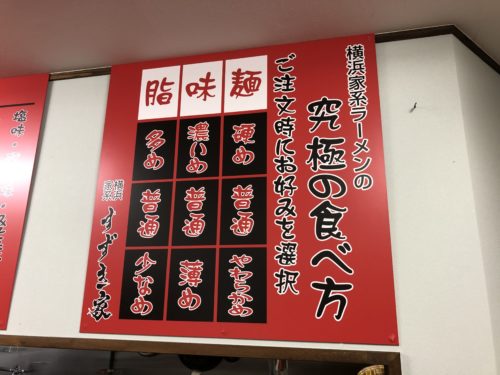 横浜家系ラーメンの
究極の食べ方
ご注文時にお好みを選択
麺 味 脂
硬め 濃いめ 多め
普通 普通 普通
やわらかめ 薄め 少なめ
横浜家系
すずき家
塩味・